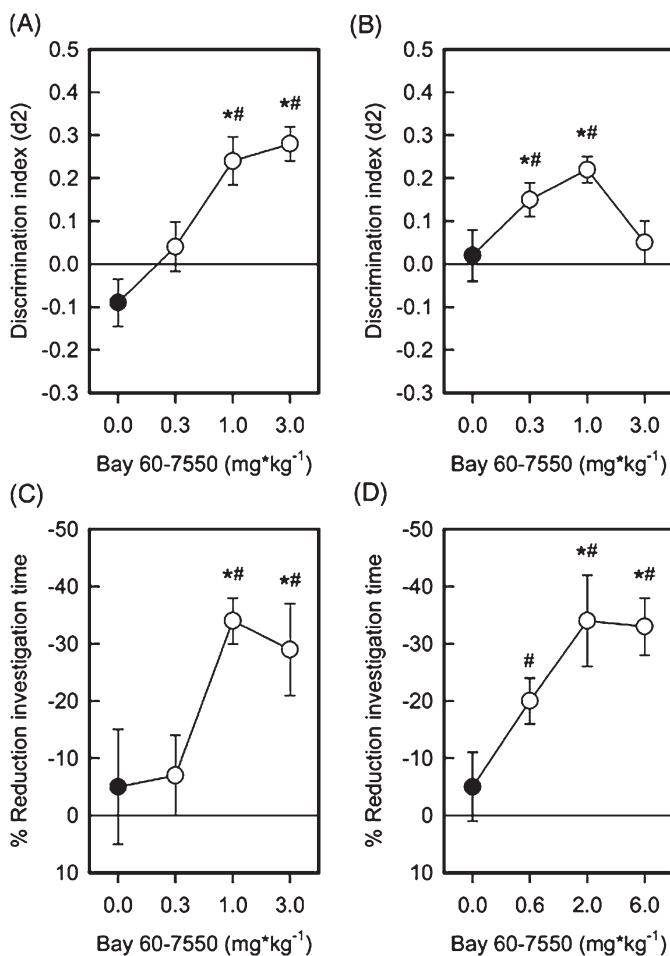 (A)
0.5
0.4
0.3
0.2
0.1
0.0
-0.1
-0.2
-0.3
Discrimination index (d2)
*#
*#
0.0 0.3 1.0 3.0
Bay 60-7550 (mg*kg⁻¹)
(B)
0.5
0.4
0.3
0.2
0.1
0.0
-0.1
-0.2
-0.3
Discrimination index (d2)
*#
*#
0.0 0.3 1.0 3.0
Bay 60-7550 (mg*kg⁻¹)
(C)
-50
-40
-30
-20
-10
0
10
% Reduction investigation time
*#
*#
0.0 0.3 1.0 3.0
Bay 60-7550 (mg*kg⁻¹)
(D)
-50
-40
-30
-20
-10
0
10
% Reduction investigation time
#
*#
*#
0.0 0.6 2.0 6.0
Bay 60-7550 (mg*kg⁻¹)